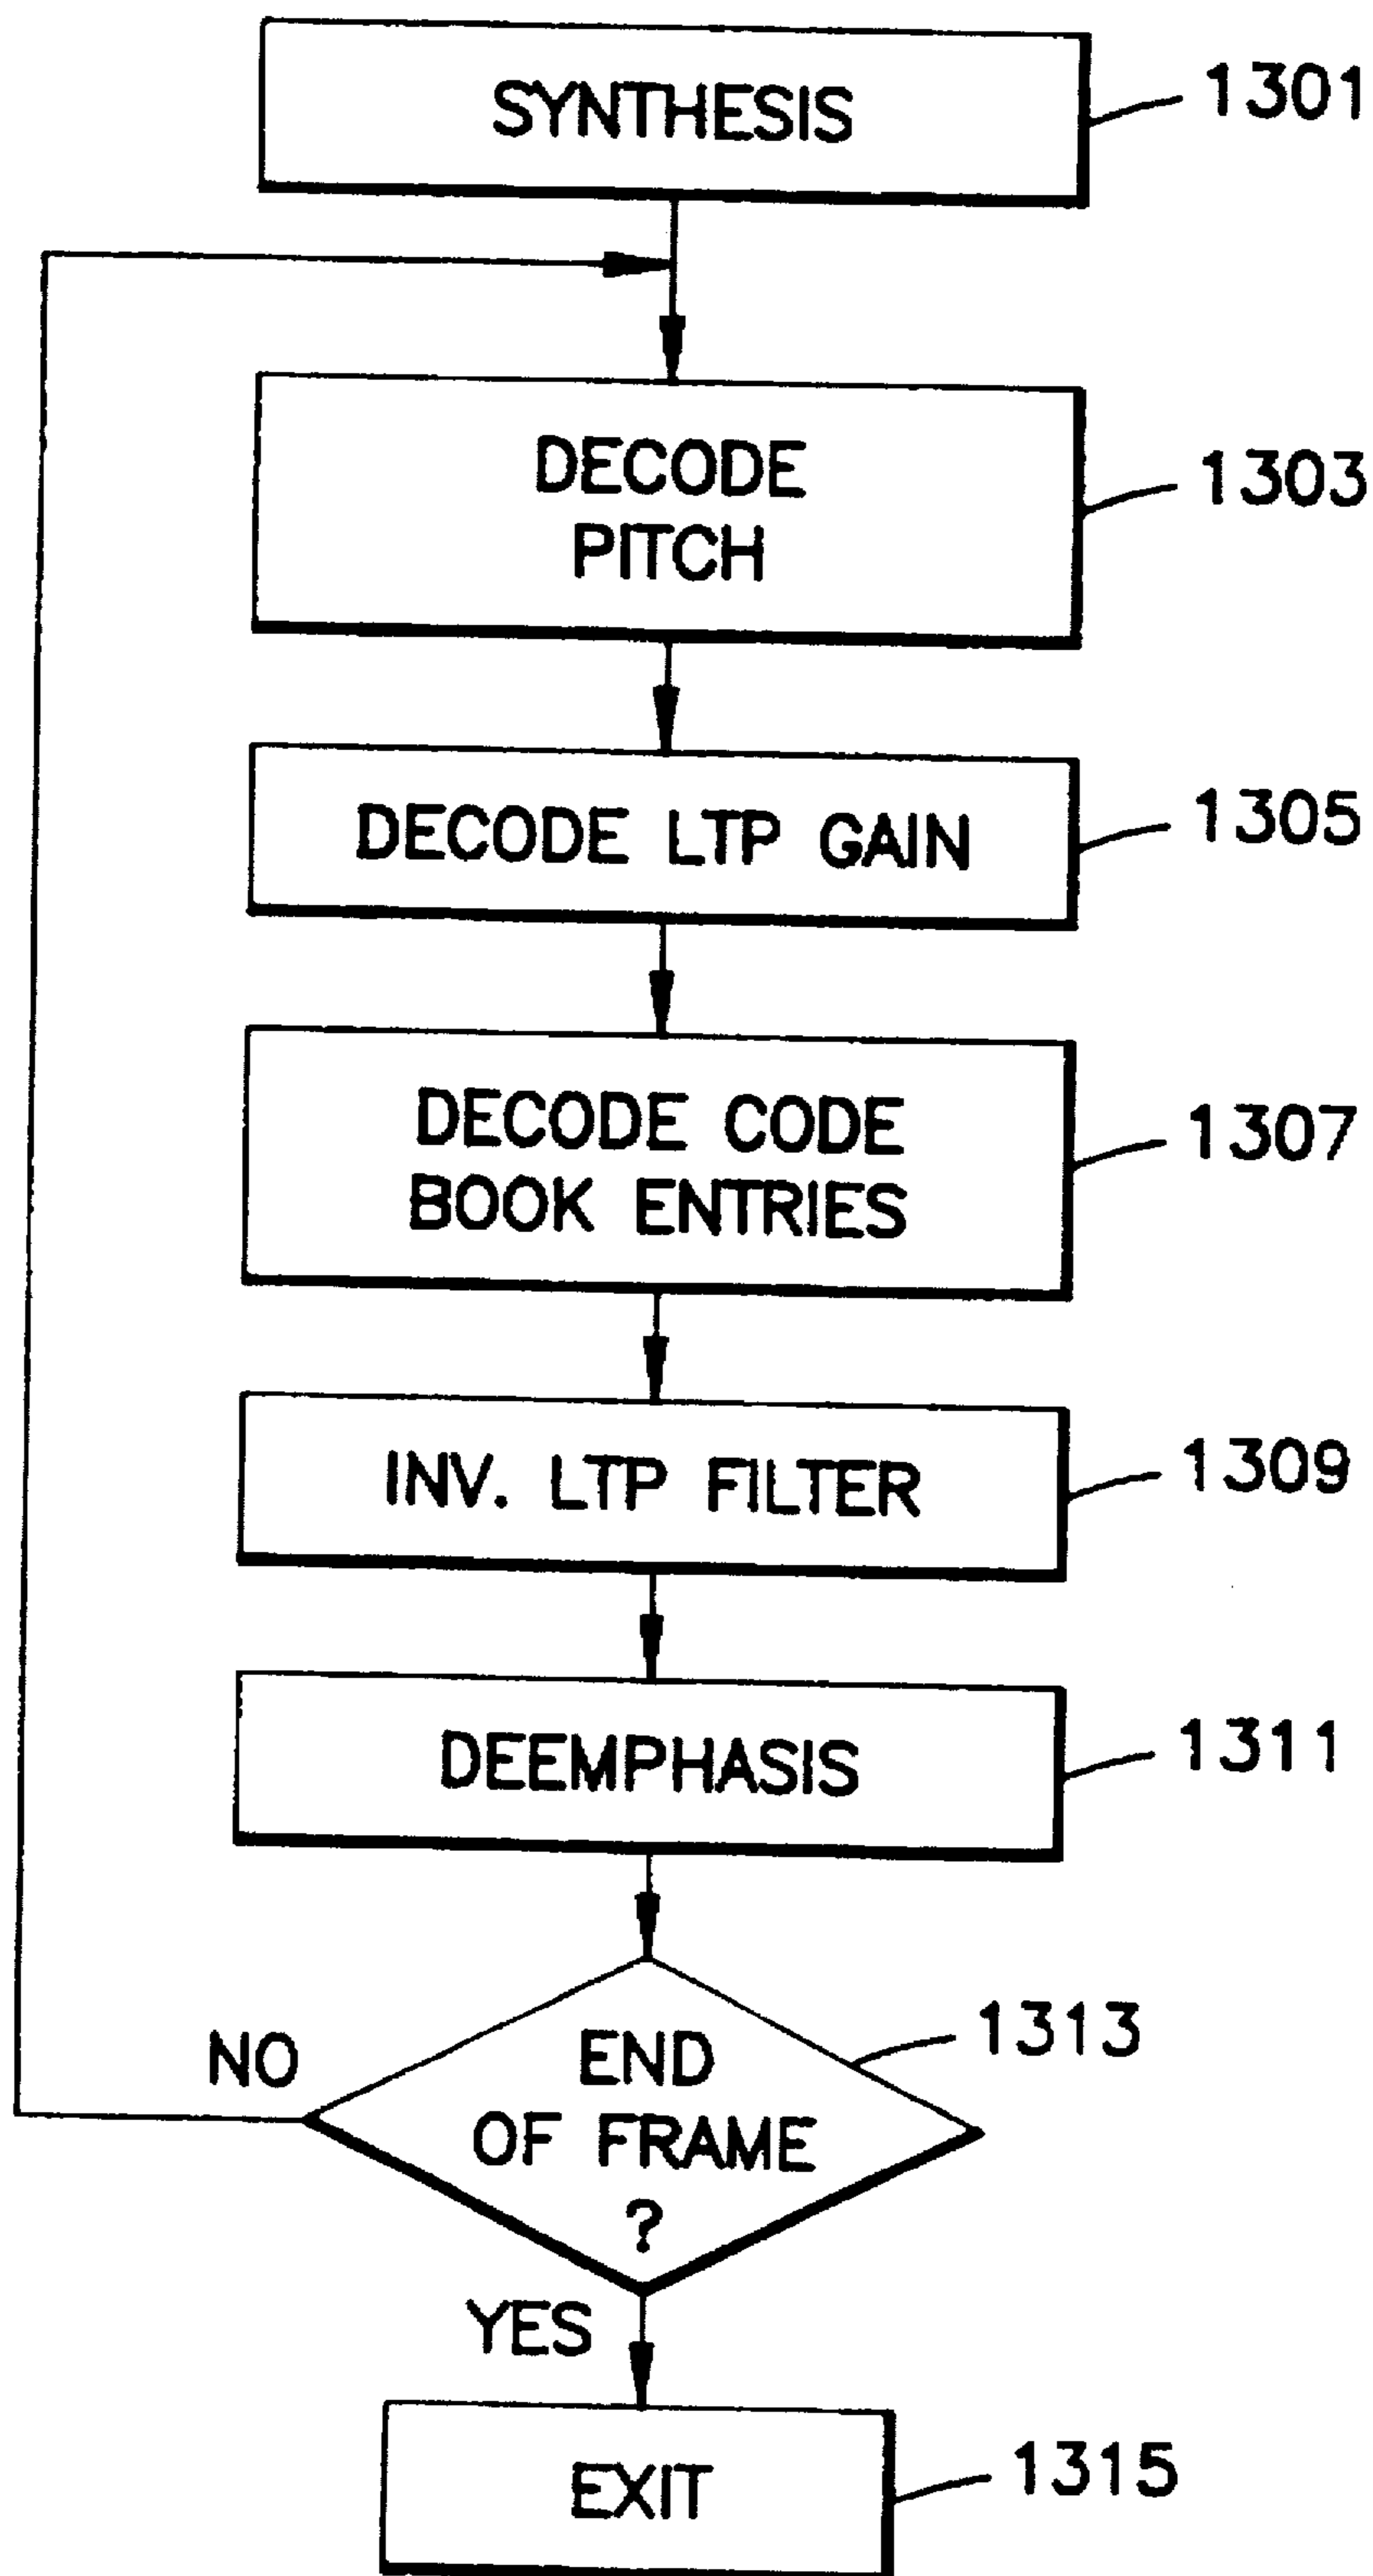 SYNTHESIS
1301
DECODE
PITCH
1303
DECODE LTP GAIN
1305
DECODE CODE
BOOK ENTRIES
1307
INV. LTP FILTER
1309
DEEMPHASIS
1311
NO
END
OF FRAME
?
1313
YES
EXIT
1315